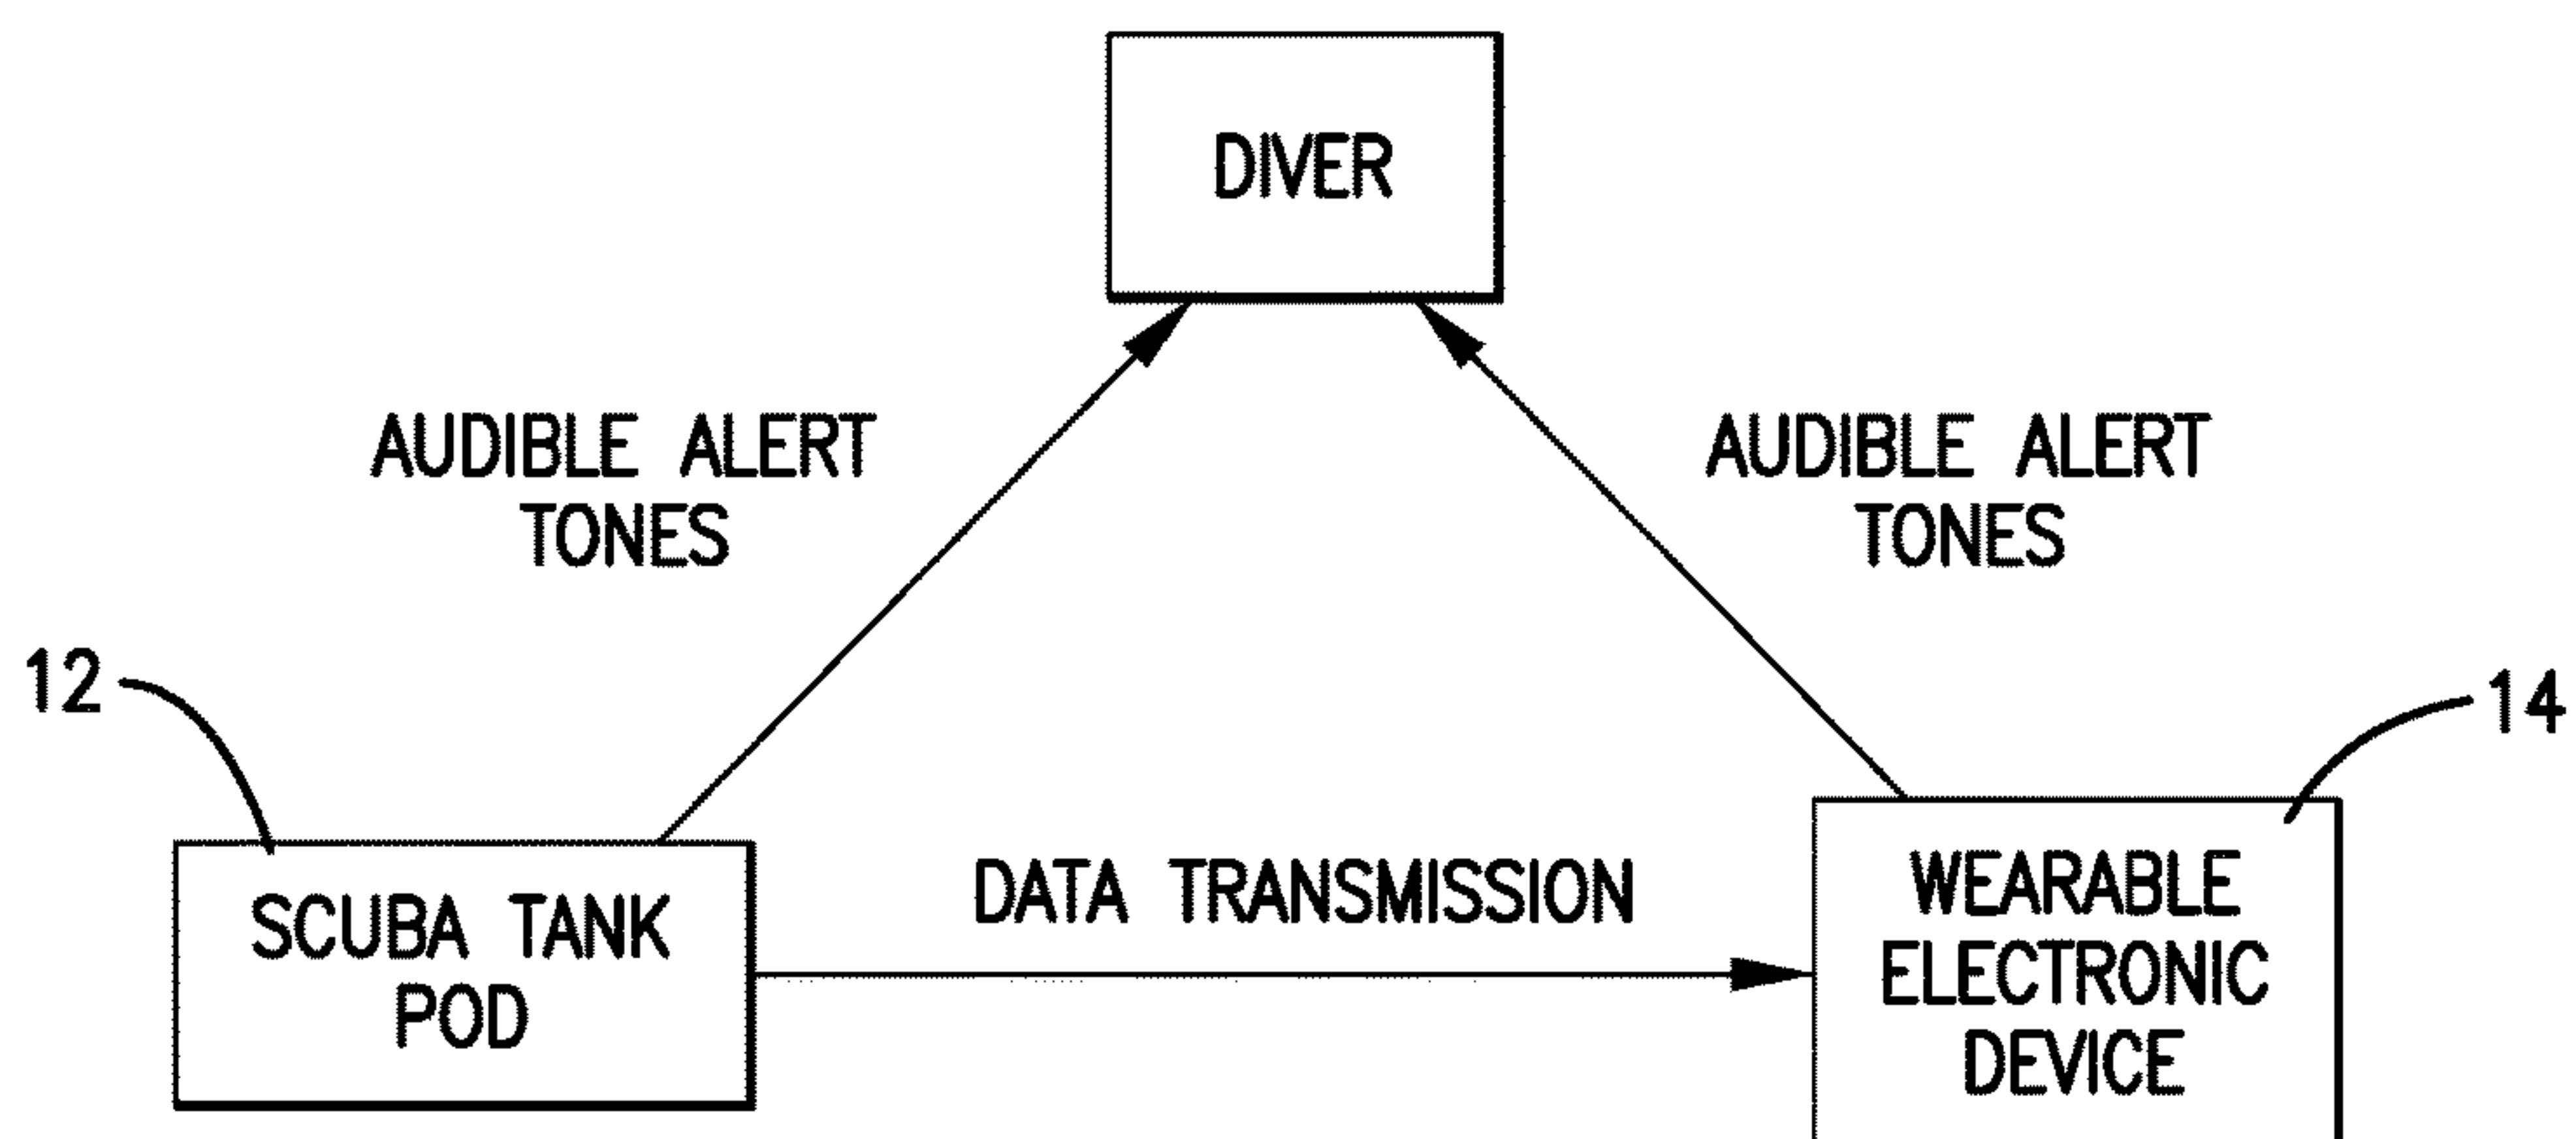 DIVER
AUDIBLE ALERT
TONES
AUDIBLE ALERT
TONES
12
14
SCUBA TANK
POD
DATA TRANSMISSION
WEARABLE
ELECTRONIC
DEVICE